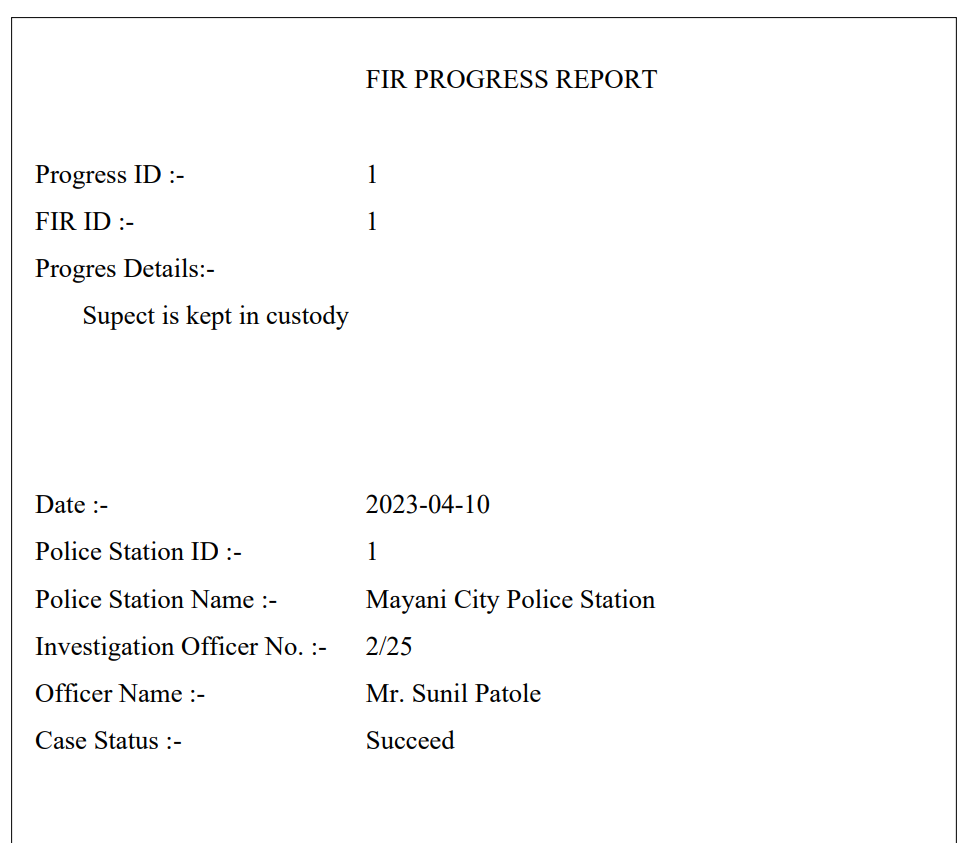 FIR PROGRESS REPORT
Progress ID :- 1
FIR ID :- 1
Progres Details:-
Supect is kept in custody
Date :- 2023-04-10
Police Station ID :- 1
Police Station Name :- Mayani City Police Station
Investigation Officer No. :- 2/25
Officer Name :- Mr. Sunil Patole
Case Status :- Succeed